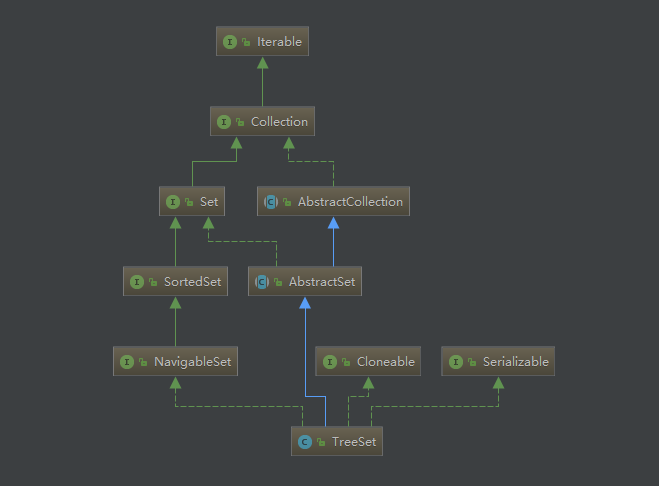 I Iterable
I Collection
I Set
C AbstractCollection
I SortedSet
C AbstractSet
I NavigableSet
I Cloneable
I Serializable
C TreeSet